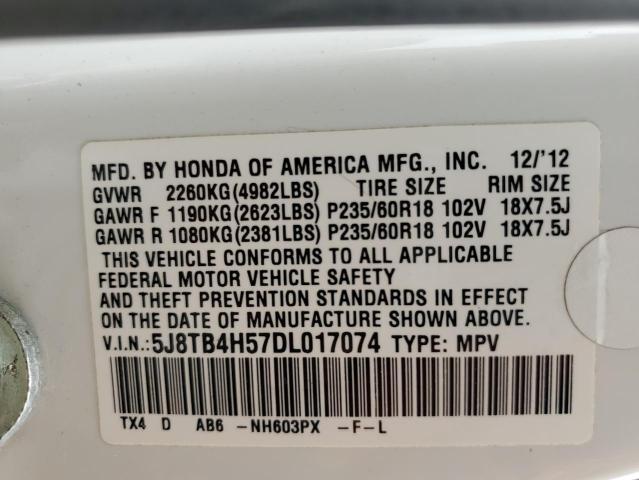 MFD. BY HONDA OF AMERICA MFG., INC. 12/'12
GVWR 2260KG(4982LBS) TIRE SIZE RIM SIZE
GAWR F 1190KG(2623LBS) P235/60R18 102V 18X7.5J
GAWR R 1080KG(2381LBS) P235/60R18 102V 18X7.5J
THIS VEHICLE CONFORMS TO ALL APPLICABLE
FEDERAL MOTOR VEHICLE SAFETY
AND THEFT PREVENTION STANDARDS IN EFFECT
ON THE DATE OF MANUFACTURE SHOWN ABOVE.
V.I.N.: 5J8TB4H57DL017074 TYPE: MPV
TX4 D AB6 -NH603PX -F-L